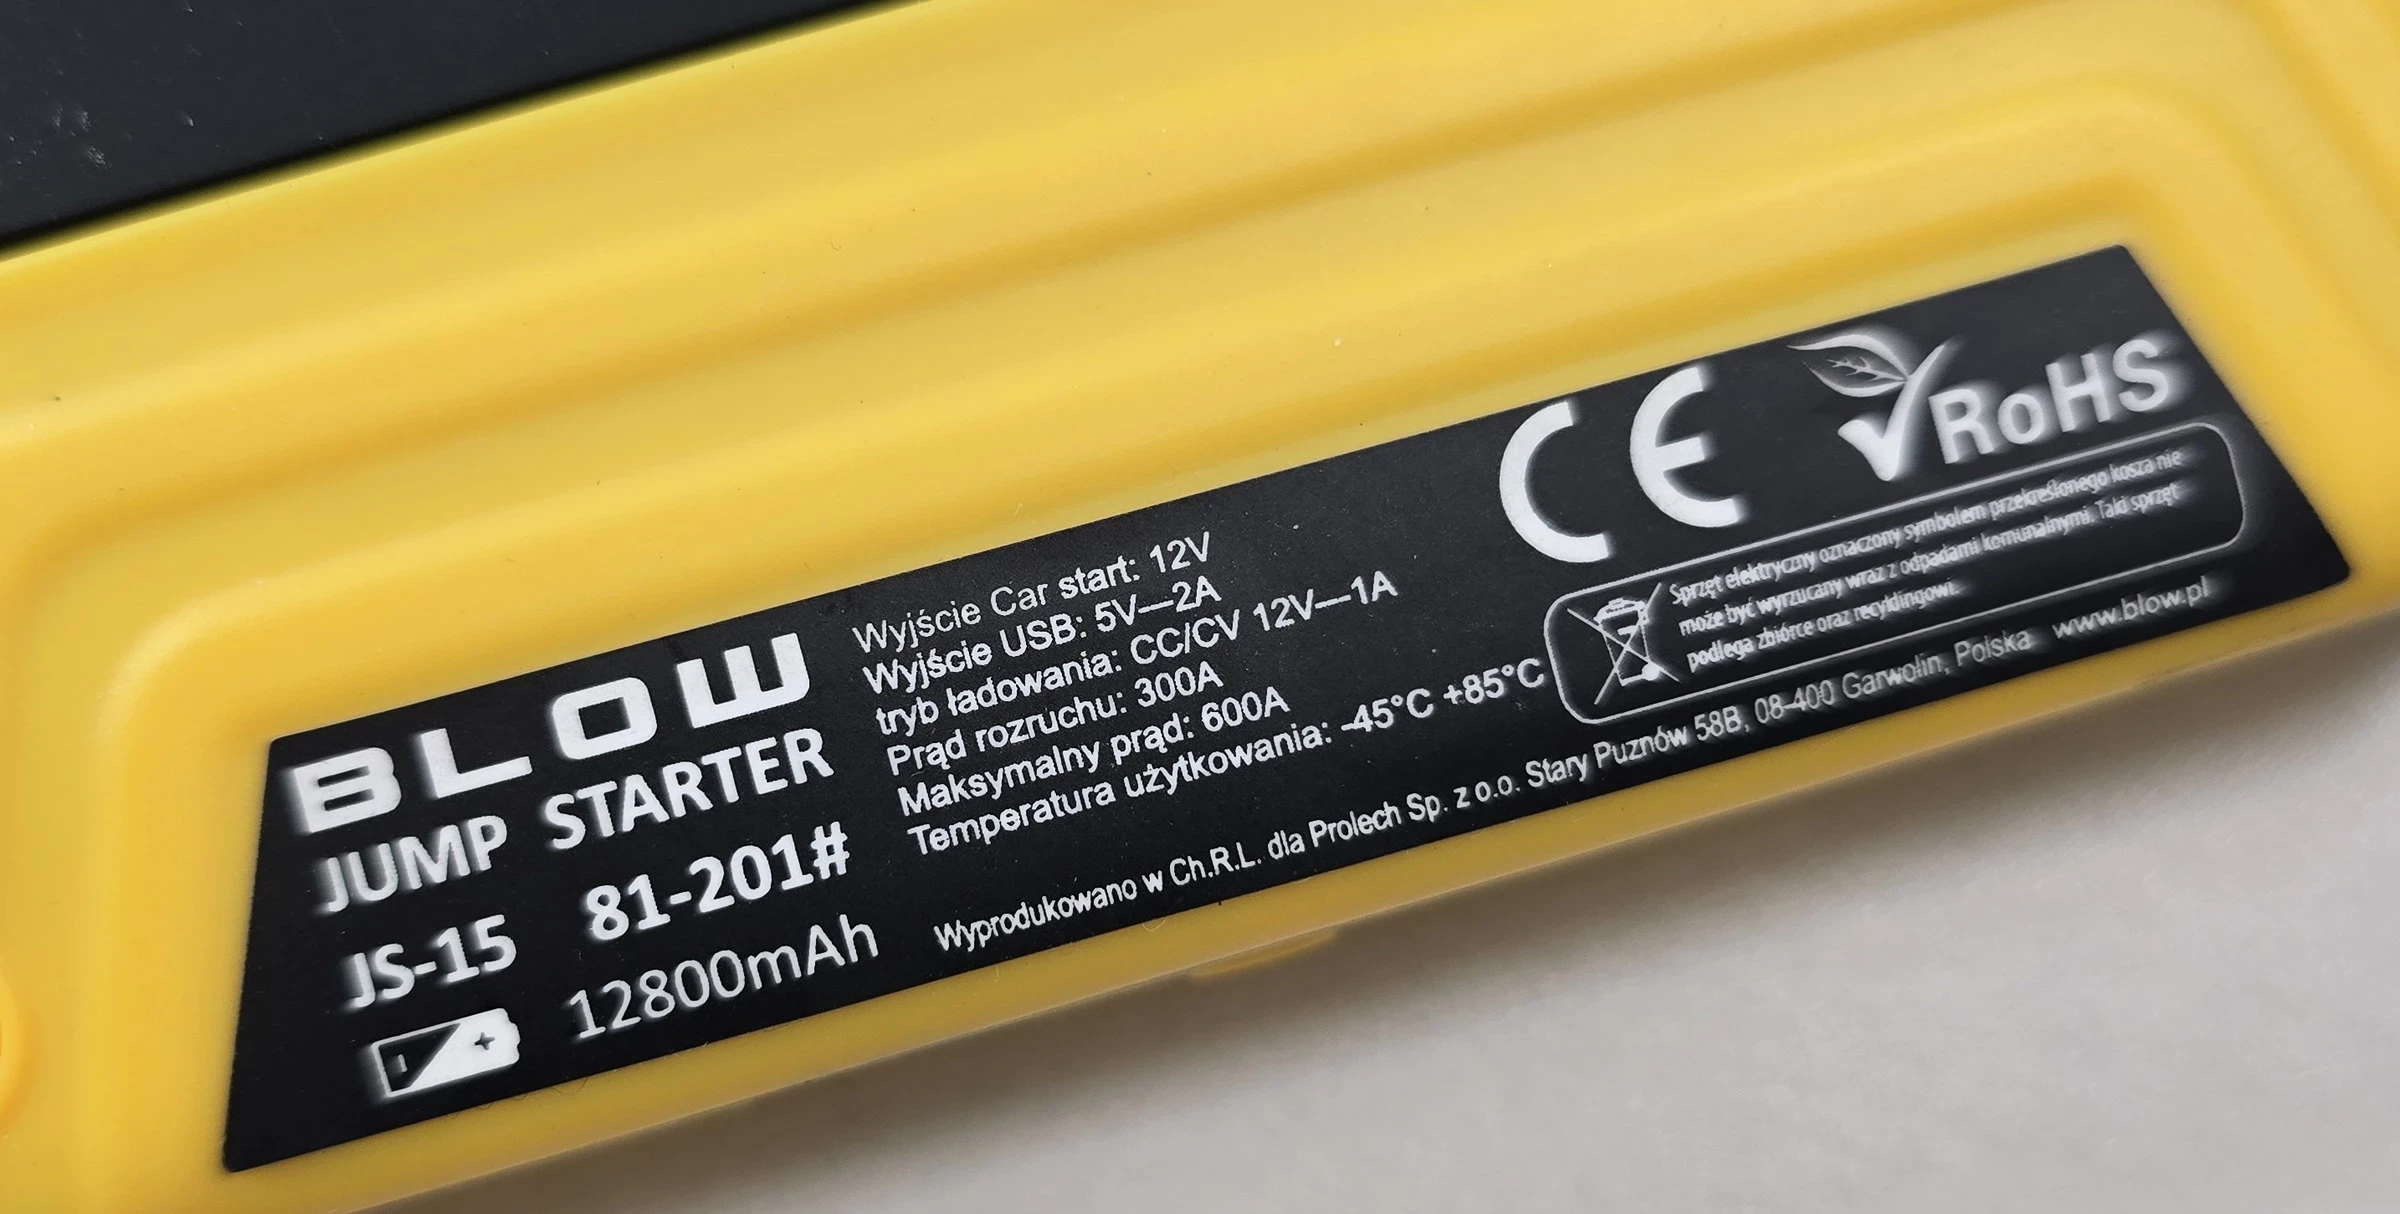 BLOW
JUMP STARTER
JS-15 81-201#
12800mAh
Wyjście Car start: 12V
Wyjście USB: 5V—2A
tryb ładowania: CC/CV 12V—1A
Prąd rozruchu: 300A
Maksymalny prąd: 600A
Temperatura użytkowania: -45°C +85°C
CE
RoHS
Sprzęt elektryczny oznaczony symbolem przekreślonego kosza nie
może być wyrzucany wraz z odpadami komunalnymi. Taki sprzęt
podlega zbiórce oraz recyklingowi.
Wyprodukowano w Ch.R.L. dla Prolech Sp. z o.o. Stary Puznów 58B, 08-400 Garwolin, Polska www.blow.pl